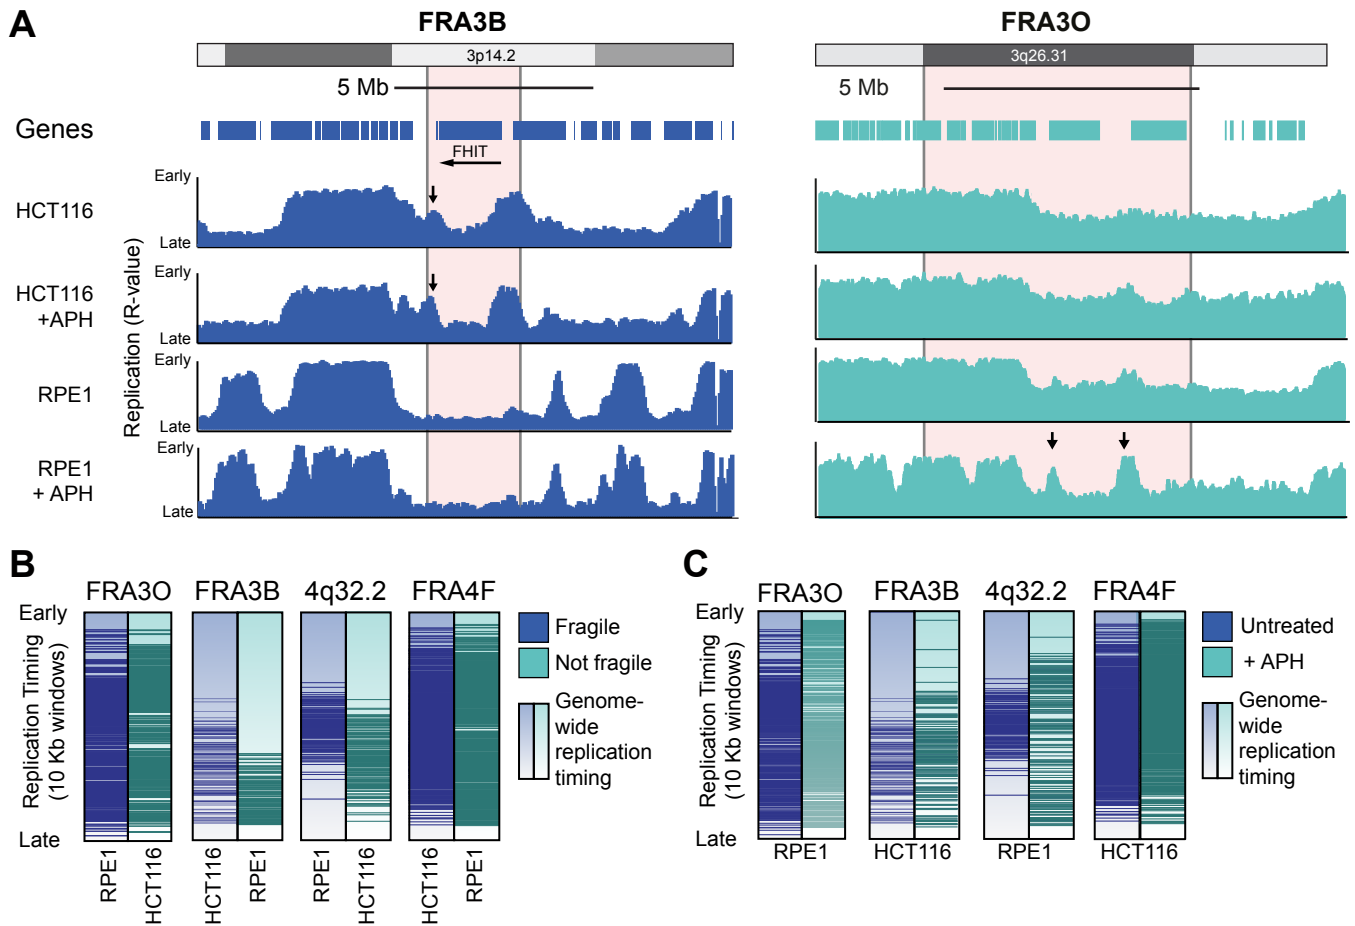 A
FRA3B
FRA3O
3p14.2
3q26.31
5 Mb
5 Mb
Genes
FHIT
Replication (R-value)
HCT116
Early
Late
HCT116
+APH
Early
Late
RPE1
Early
Late
RPE1
+ APH
Early
Late
B
FRA3O
FRA3B
4q32.2
FRA4F
Early
Replication Timing
(10 Kb windows)
Late
RPE1
HCT116
HCT116
RPE1
RPE1
HCT116
HCT116
RPE1
Fragile
Not fragile
Genome-
wide
replication
timing
C
FRA3O
FRA3B
4q32.2
FRA4F
Early
Replication Timing
(10 Kb windows)
Late
RPE1
HCT116
RPE1
HCT116
Untreated
+ APH
Genome-
wide
replication
timing